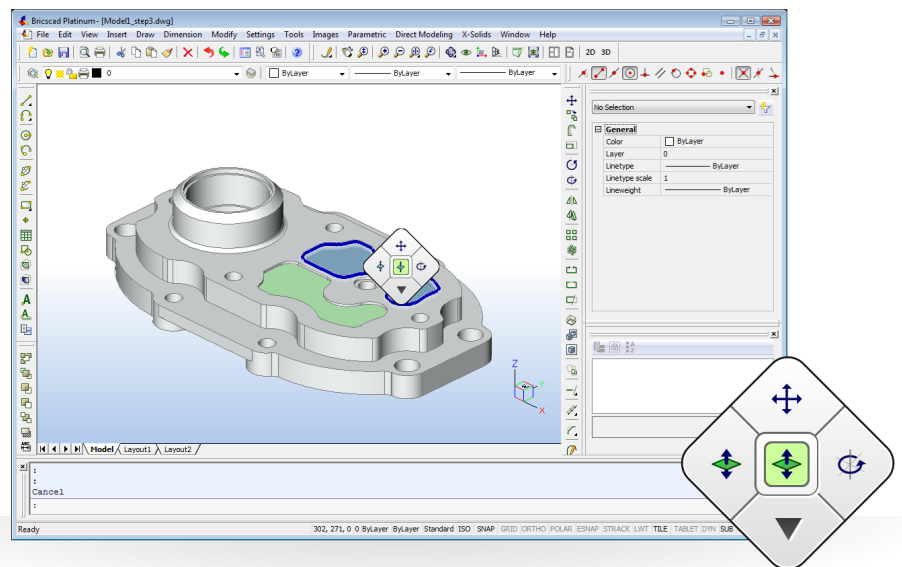 Bricscad Platinum- [Model1_step3.dwg]
File Edit View Insert Draw Dimension Modify Settings Tools Images Parametric Direct Modeling X-Solids Window Help
2D 3D
0 ByLayer ByLayer ByLayer
No Selection
General
Color ByLayer
Layer 0
Linetype ByLayer
Linetype scale 1
Lineweight ByLayer
Z
Y
X
Model Layout1 Layout2
:
:
Cancel
:
Ready 302, 271, 0 0 ByLayer ByLayer Standard ISO SNAP GRID ORTHO POLAR ESNAP STRACK LWT TILE TABLET DYN SUB